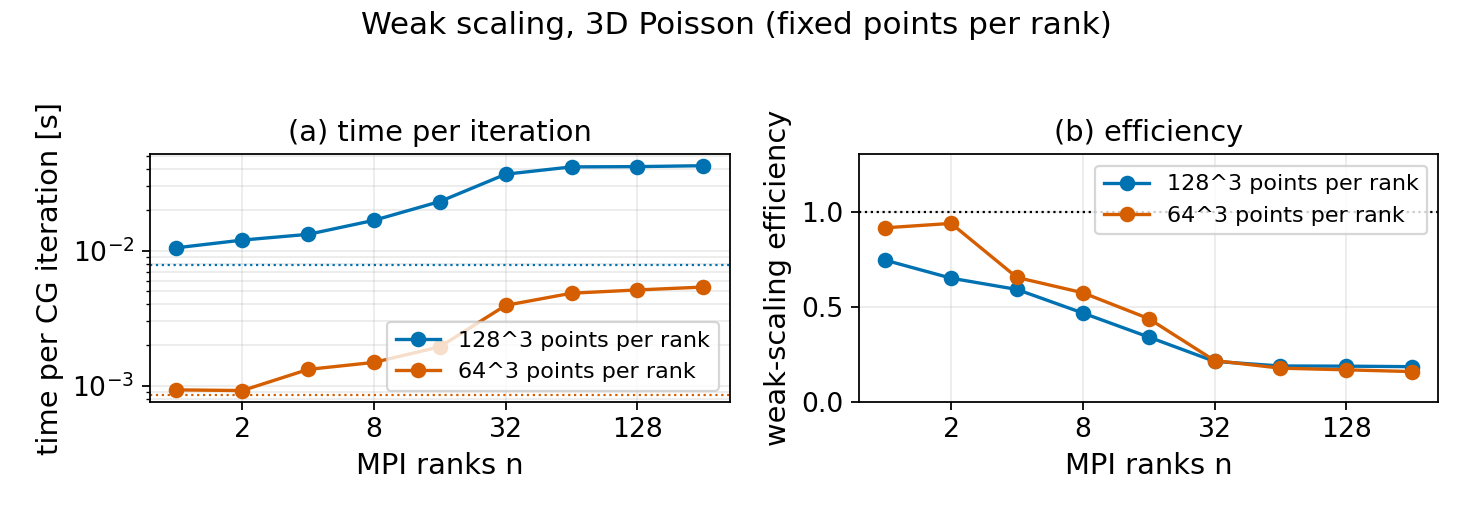 Weak scaling, 3D Poisson (fixed points per rank)
(a) time per iteration
time per CG iteration [s]
10^−2
10^−3
128^3 points per rank
64^3 points per rank
2 8 32 128
MPI ranks n
(b) efficiency
weak-scaling efficiency
1.0
0.5
0.0
128^3 points per rank
64^3 points per rank
2 8 32 128
MPI ranks n